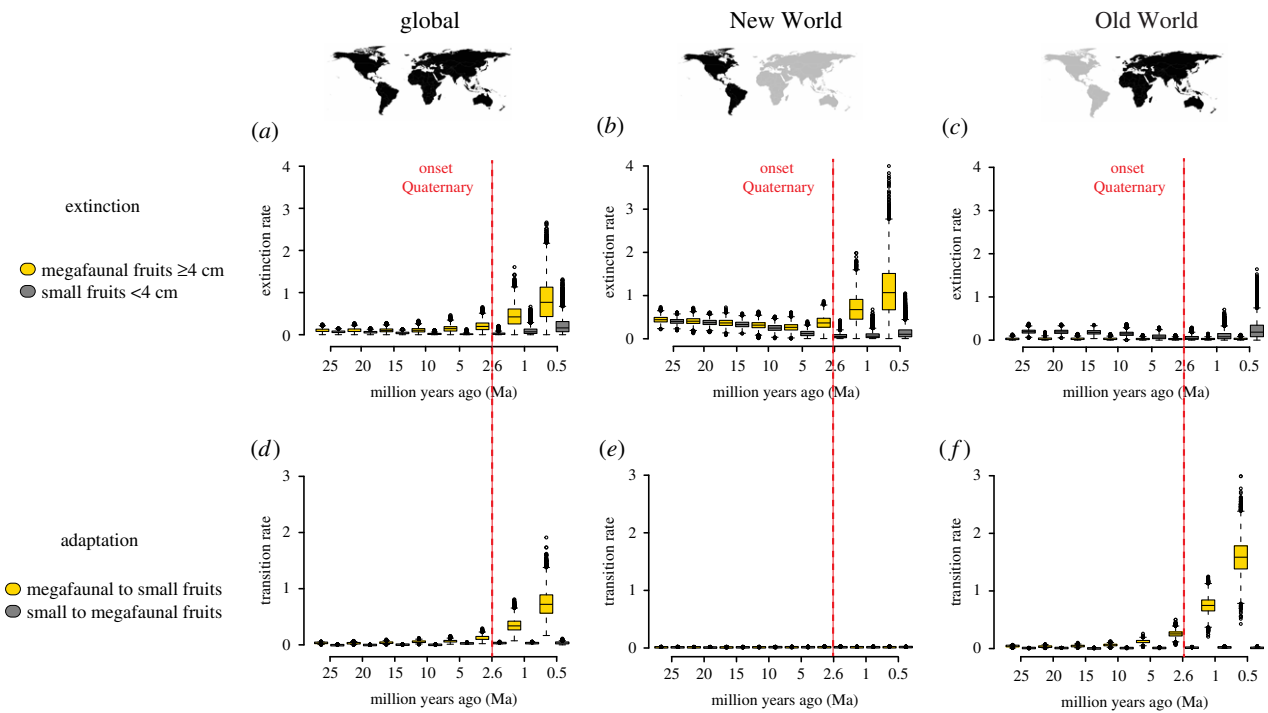 global
New World
Old World
(a)
(b)
(c)
extinction
megafaunal fruits ≥4 cm
small fruits <4 cm
onset
Quaternary
extinction rate
4
3
2
1
0
25 20 15 10 5 2.6 1 0.5
million years ago (Ma)
onset
Quaternary
extinction rate
4
3
2
1
0
25 20 15 10 5 2.6 1 0.5
million years ago (Ma)
onset
Quaternary
extinction rate
4
3
2
1
0
25 20 15 10 5 2.6 1 0.5
million years ago (Ma)
(d)
(e)
(f)
adaptation
megafaunal to small fruits
small to megafaunal fruits
transition rate
3
2
1
0
25 20 15 10 5 2.6 1 0.5
million years ago (Ma)
transition rate
3
2
1
0
25 20 15 10 5 2.6 1 0.5
million years ago (Ma)
transition rate
3
2
1
0
25 20 15 10 5 2.6 1 0.5
million years ago (Ma)